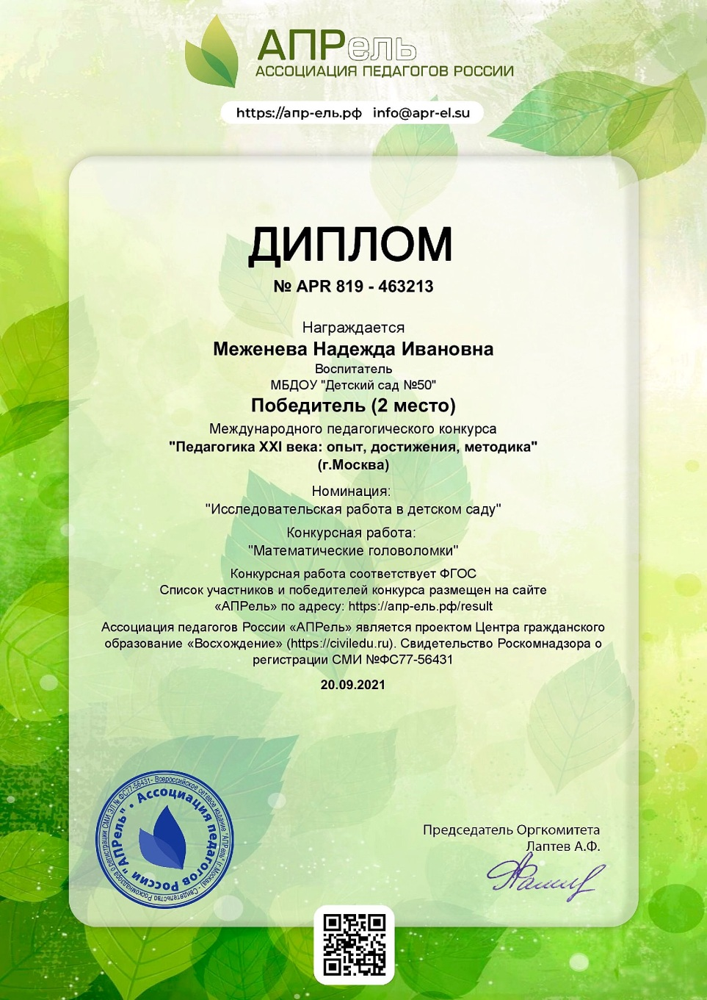 АПРель
АССОЦИАЦИЯ ПЕДАГОГОВ РОССИИ
https://апр-ель.рф info@apr-el.su
ДИПЛОМ
№ APR 819 - 463213
Награждается
Меженева Надежда Ивановна
Воспитатель
МБДОУ "Детский сад №50"
Победитель (2 место)
Международного педагогического конкурса
"Педагогика XXI века: опыт, достижения, методика"
(г.Москва)
Номинация:
"Исследовательская работа в детском саду"
Конкурсная работа:
"Математические головоломки"
Конкурсная работа соответствует ФГОС
Список участников и победителей конкурса размещен на сайте
«АПРель» по адресу: https://апр-ель.рф/result
Ассоциация педагогов России «АПРель» является проектом Центра гражданского
образование «Восхождение» (https://civiledu.ru). Свидетельство Роскомнадзора о
регистрации СМИ №ФС77-56431
20.09.2021
Ассоциация педагогов России "АПРель"
Свидетельство Роскомнадзора о регистрации СМИ ЭЛ № ФС77-56431 - Всероссийское сетевое издание "АПРель" (г.Москва)
Председатель Оргкомитета
Лаптев А.Ф.